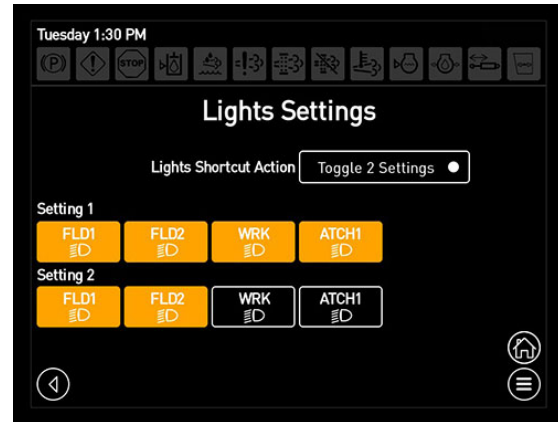 Tuesday 1:30 PM
(P) STOP
Lights Settings
Lights Shortcut Action Toggle 2 Settings
Setting 1
FLD1 FLD2 WRK ATCH1
Setting 2
FLD1 FLD2 WRK ATCH1